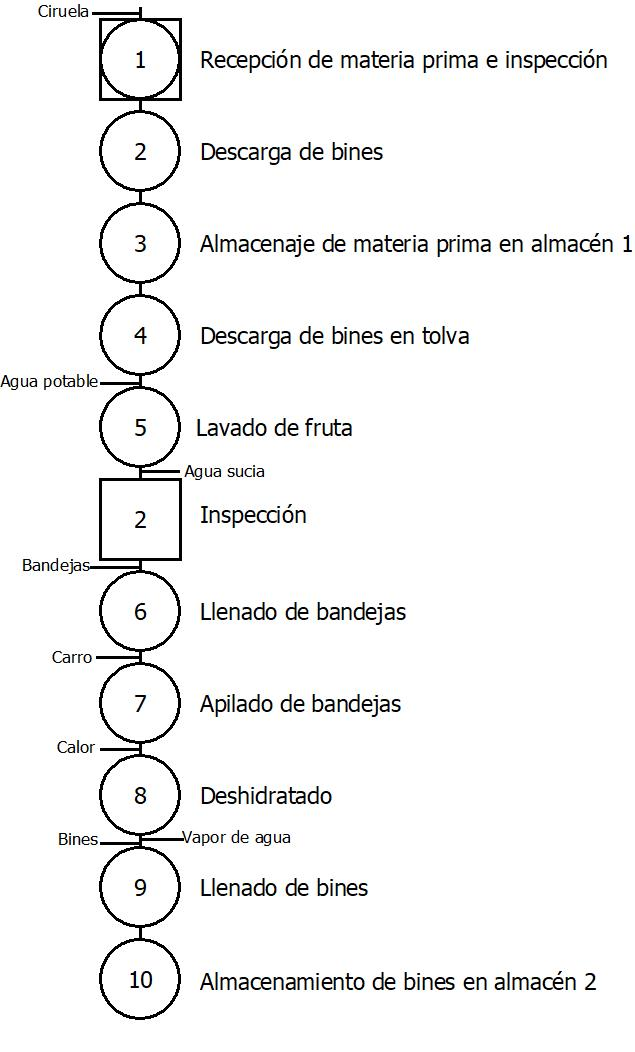 Ciruela
1 Recepción de materia prima e inspección
2 Descarga de bines
3 Almacenaje de materia prima en almacén 1
4 Descarga de bines en tolva
Agua potable
5 Lavado de fruta
Agua sucia
2 Inspección
Bandejas
6 Llenado de bandejas
Carro
7 Apilado de bandejas
Calor
8 Deshidratado
Bines Vapor de agua
9 Llenado de bines
10 Almacenamiento de bines en almacén 2